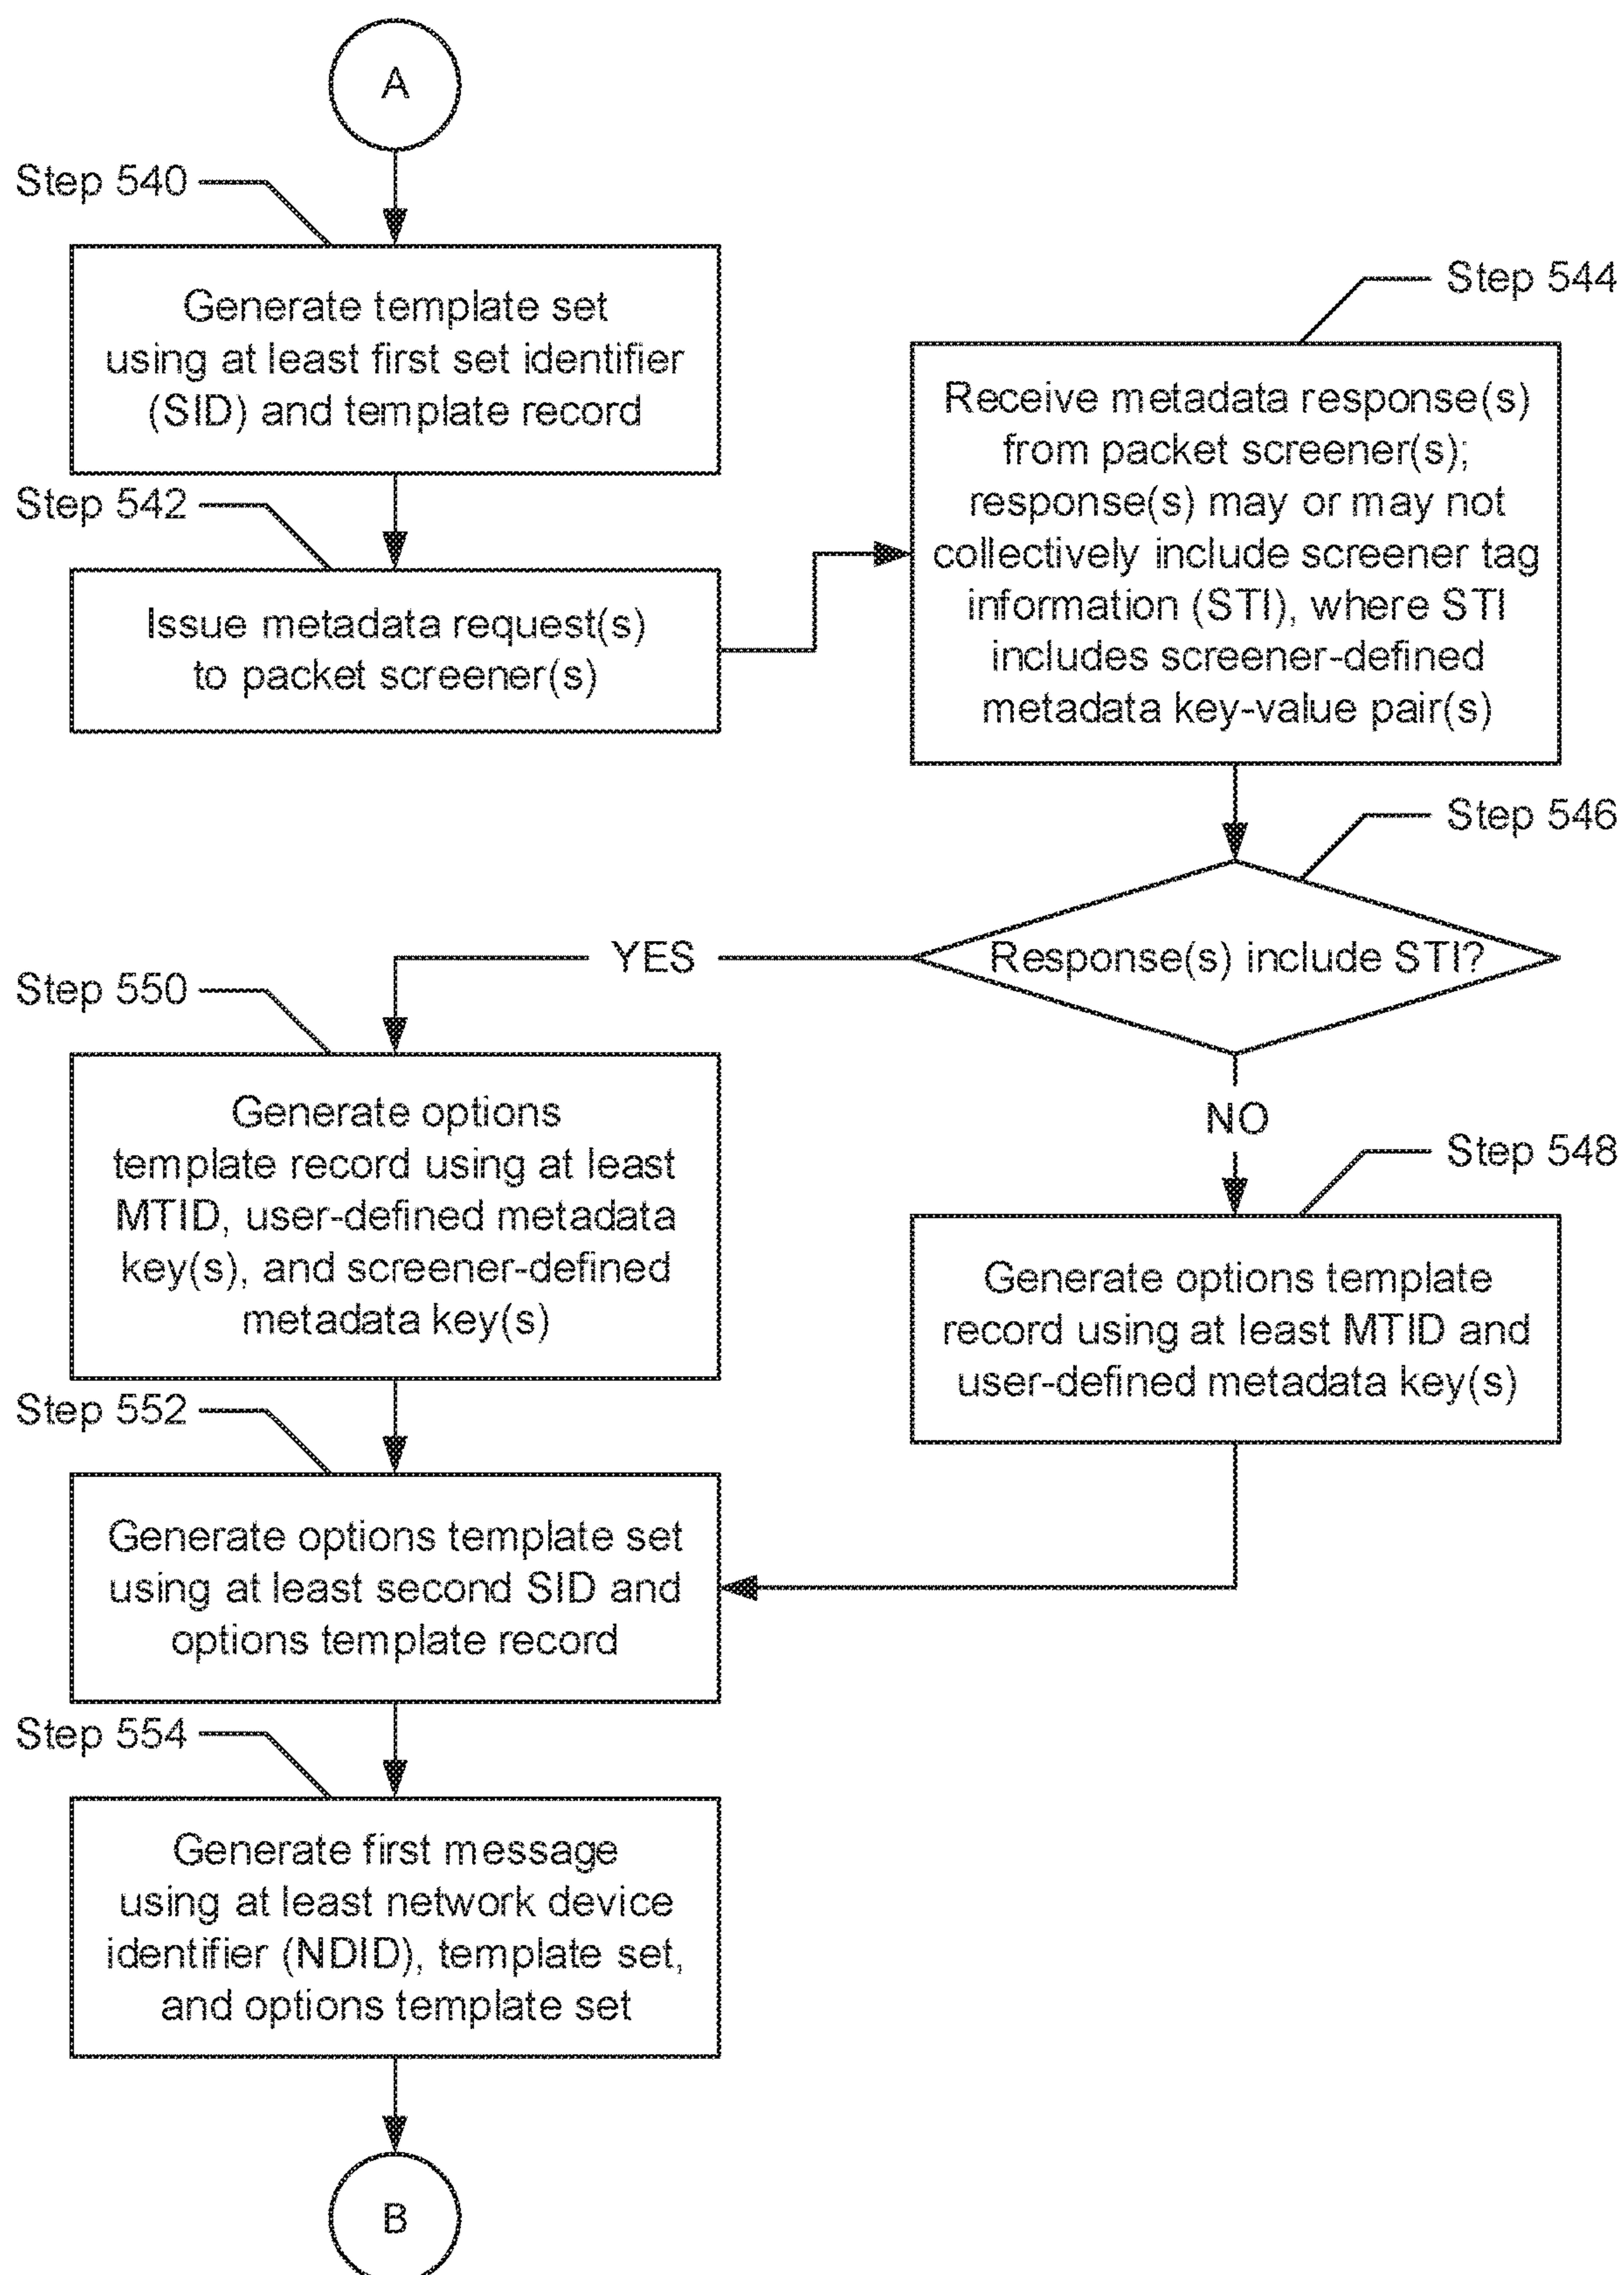 A
Step 540
Generate template set
using at least first set identifier
(SID) and template record
Step 542
Issue metadata request(s)
to packet screener(s)
Step 544
Receive metadata response(s)
from packet screener(s);
response(s) may or may not
collectively include screener tag
information (STI), where STI
includes screener-defined
metadata key-value pair(s)
Step 546
Response(s) include STI?
YES
NO
Step 548
Generate options template
record using at least MTID and
user-defined metadata key(s)
Step 550
Generate options
template record using at least
MTID, user-defined metadata
key(s), and screener-defined
metadata key(s)
Step 552
Generate options template set
using at least second SID and
options template record
Step 554
Generate first message
using at least network device
identifier (NDID), template set,
and options template set
B